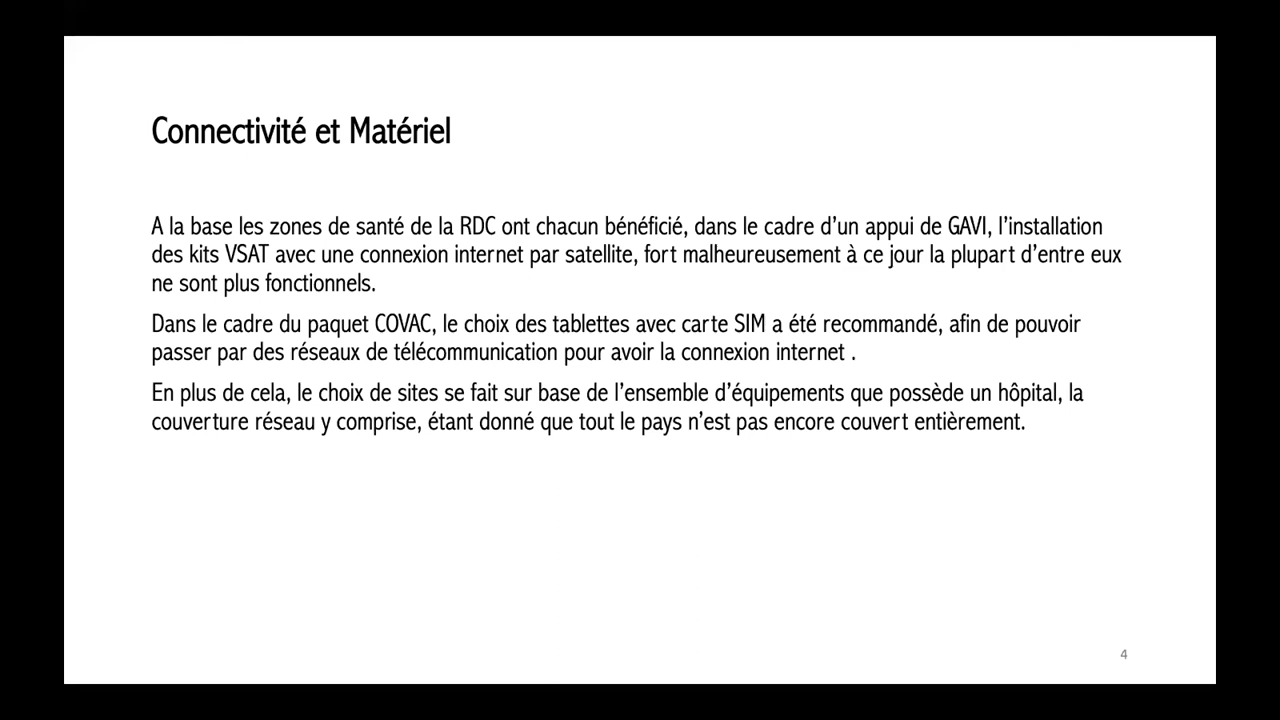 Connectivité et Matériel
A la base les zones de santé de la RDC ont chacun bénéficié, dans le cadre d’un appui de GAVI, l’installation
des kits VSAT avec une connexion internet par satellite, fort malheureusement à ce jour la plupart d’entre eux
ne sont plus fonctionnels.
Dans le cadre du paquet COVAC, le choix des tablettes avec carte SIM a été recommandé, afin de pouvoir
passer par des réseaux de télécommunication pour avoir la connexion internet .
En plus de cela, le choix de sites se fait sur base de l’ensemble d’équipements que possède un hôpital, la
couverture réseau y comprise, étant donné que tout le pays n’est pas encore couvert entièrement.
4